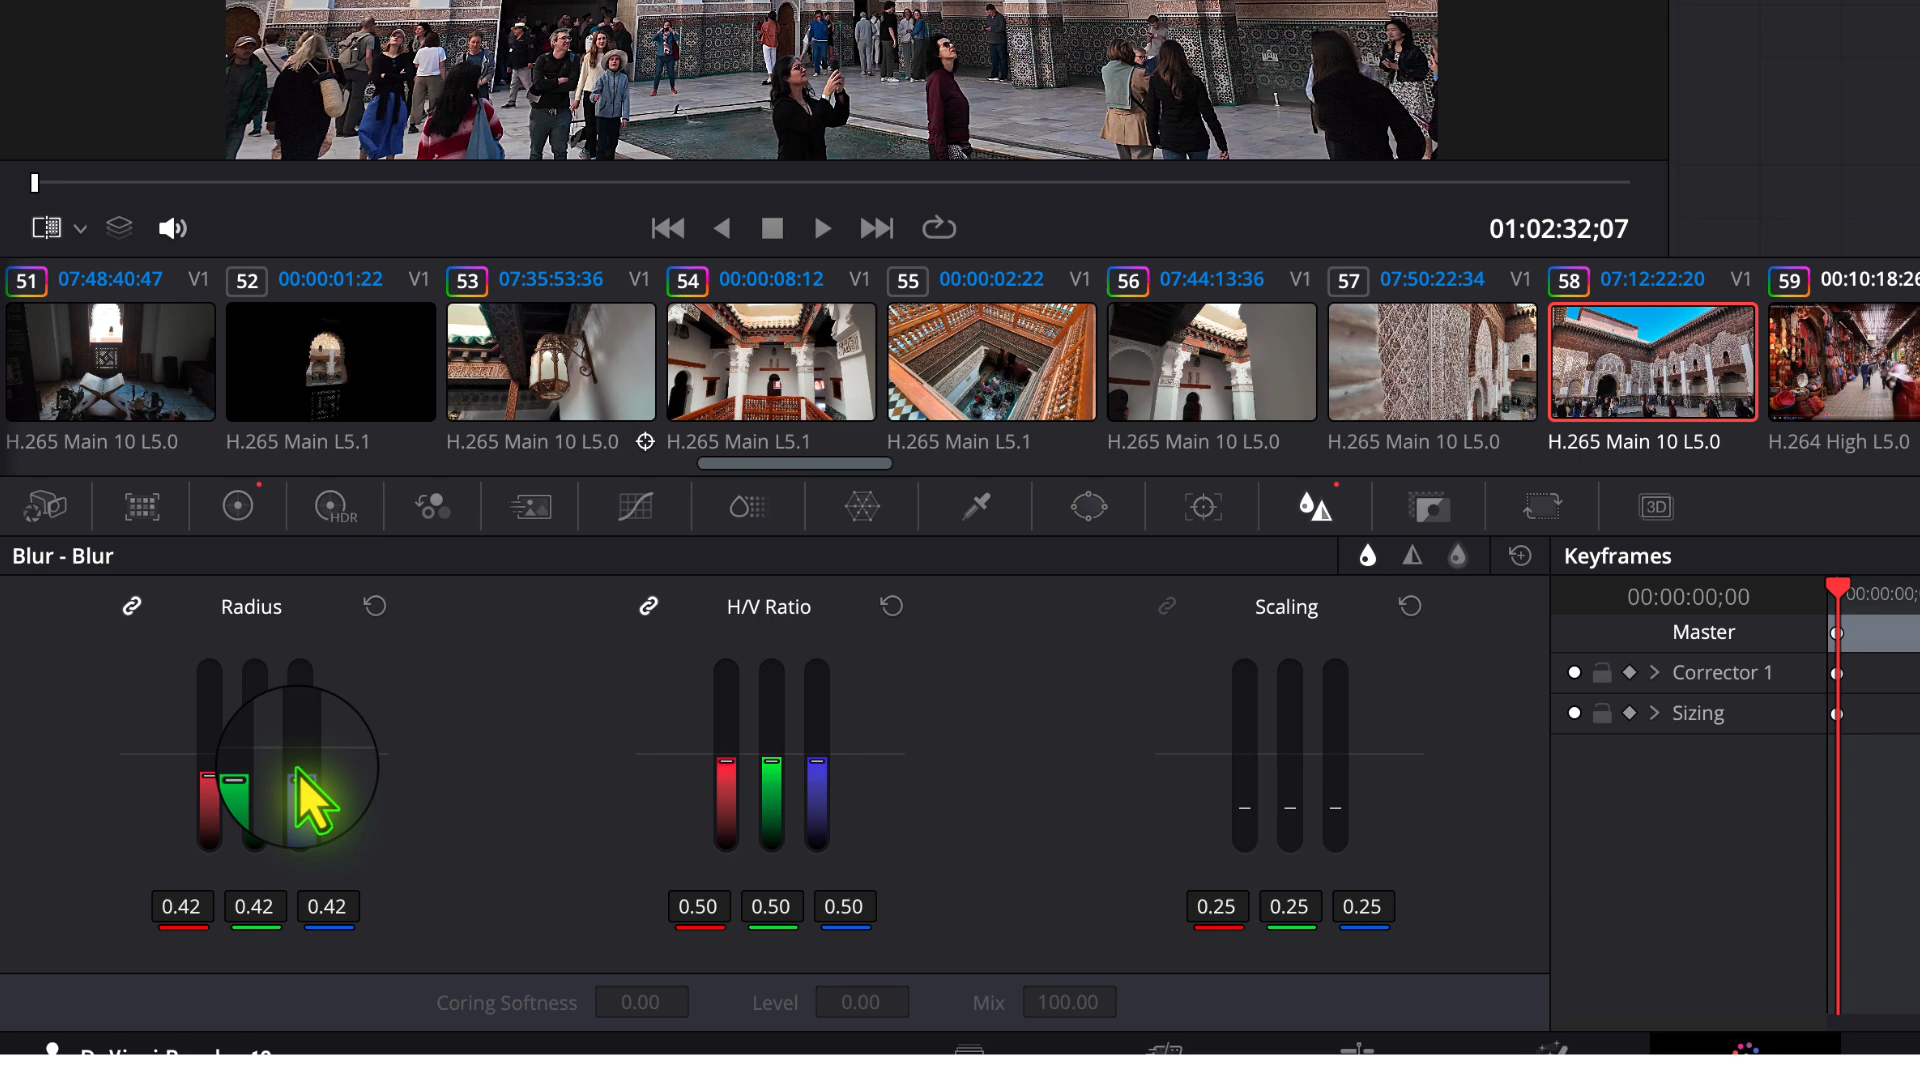 01:02:32;07
51 07:48:40:47 V1 52 00:00:01:22 V1 53 07:35:53:36 V1 54 00:00:08:12 V1 55 00:00:02:22 V1 56 07:44:13:36 V1 57 07:50:22:34 V1 58 07:12:22:20 V1 59 00:10:18:26
H.265 Main 10 L5.0 H.265 Main L5.1 H.265 Main 10 L5.0 H.265 Main L5.1 H.265 Main L5.1 H.265 Main 10 L5.0 H.265 Main 10 L5.0 H.265 Main 10 L5.0 H.264 High L5.0
HDR 3D
Blur - Blur Keyframes
Radius H/V Ratio Scaling 00:00:00;00 00:00:00;
Master
Corrector 1
Sizing
0.42 0.42 0.42 0.50 0.50 0.50 0.25 0.25 0.25
Coring Softness 0.00 Level 0.00 Mix 100.00